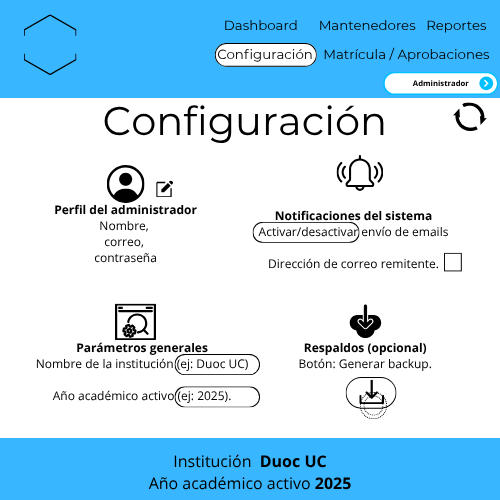 Dashboard Mantenedores Reportes
Configuración Matrícula / Aprobaciones
Administrador
Configuración
Perfil del administrador
Nombre,
correo,
contraseña
Notificaciones del sistema
Activar/desactivar envío de emails
Dirección de correo remitente.
Parámetros generales
Nombre de la institución (ej: Duoc UC)
Año académico activo (ej: 2025).
Respaldos (opcional)
Botón: Generar backup.
Institución Duoc UC
Año académico activo 2025